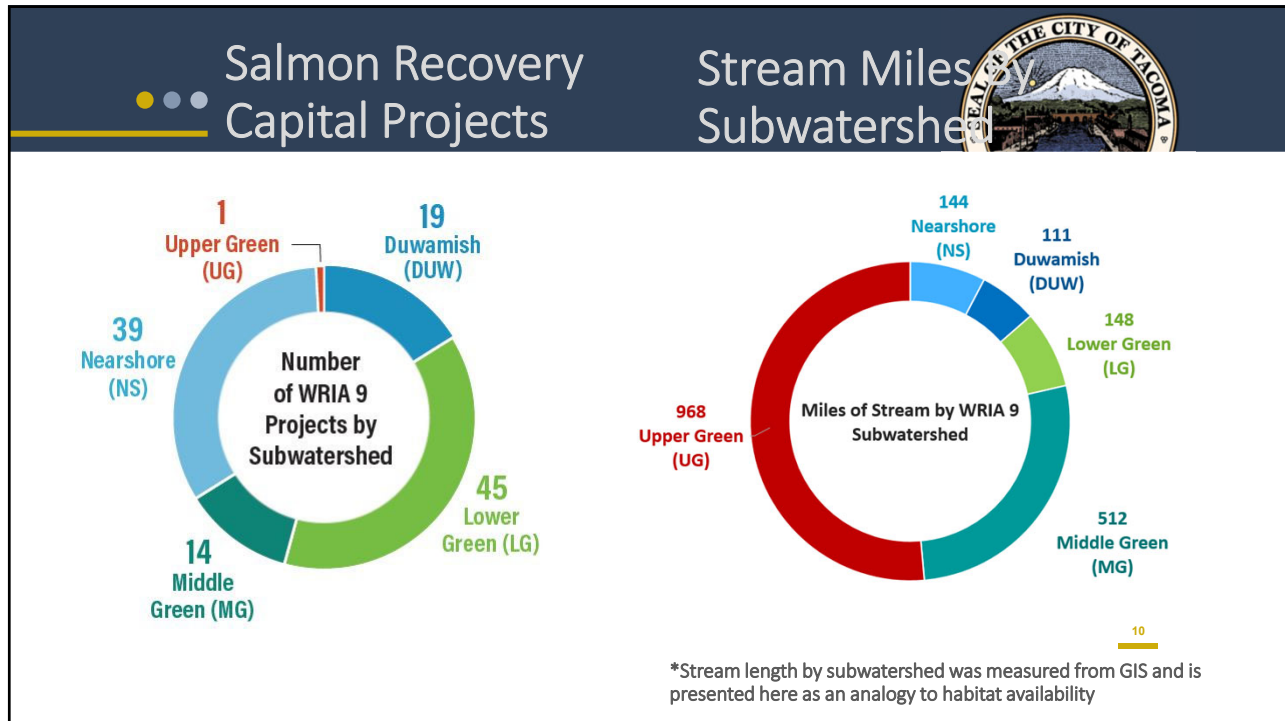 Salmon Recovery
Capital Projects
Stream Miles By
Subwatershed
SEAL OF THE CITY OF TACOMA
1
Upper Green
(UG)
19
Duwamish
(DUW)
39
Nearshore
(NS)
Number
of WRIA 9
Projects by
Subwatershed
45
Lower
Green (LG)
14
Middle
Green (MG)
144
Nearshore
(NS)
111
Duwamish
(DUW)
148
Lower Green
(LG)
968
Upper Green
(UG)
Miles of Stream by WRIA 9
Subwatershed
512
Middle Green
(MG)
10
*Stream length by subwatershed was measured from GIS and is
presented here as an analogy to habitat availability